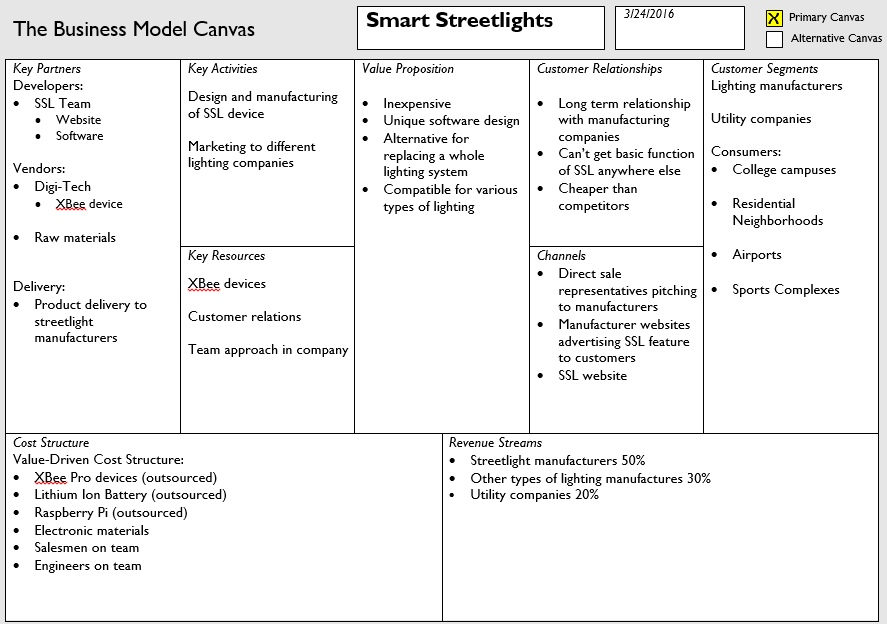 The Business Model Canvas
Smart Streetlights
3/24/2016
X Primary Canvas
Alternative Canvas
Key Partners
Developers:
• SSL Team
• Website
• Software
Vendors:
• Digi-Tech
• XBee device
• Raw materials
Delivery:
• Product delivery to
streetlight
manufacturers
Key Activities
Design and manufacturing
of SSL device
Marketing to different
lighting companies
Key Resources
XBee devices
Customer relations
Team approach in company
Value Proposition
• Inexpensive
• Unique software design
• Alternative for
replacing a whole
lighting system
• Compatible for various
types of lighting
Customer Relationships
• Long term relationship
with manufacturing
companies
• Can't get basic function
of SSL anywhere else
• Cheaper than
competitors
Channels
• Direct sale
representatives pitching
to manufacturers
• Manufacturer websites
advertising SSL feature
to customers
• SSL website
Customer Segments
Lighting manufacturers
Utility companies
Consumers:
• College campuses
• Residential
Neighborhoods
• Airports
• Sports Complexes
Cost Structure
Value-Driven Cost Structure:
• XBee Pro devices (outsourced)
• Lithium Ion Battery (outsourced)
• Raspberry Pi (outsourced)
• Electronic materials
• Salesmen on team
• Engineers on team
Revenue Streams
• Streetlight manufacturers 50%
• Other types of lighting manufactures 30%
• Utility companies 20%